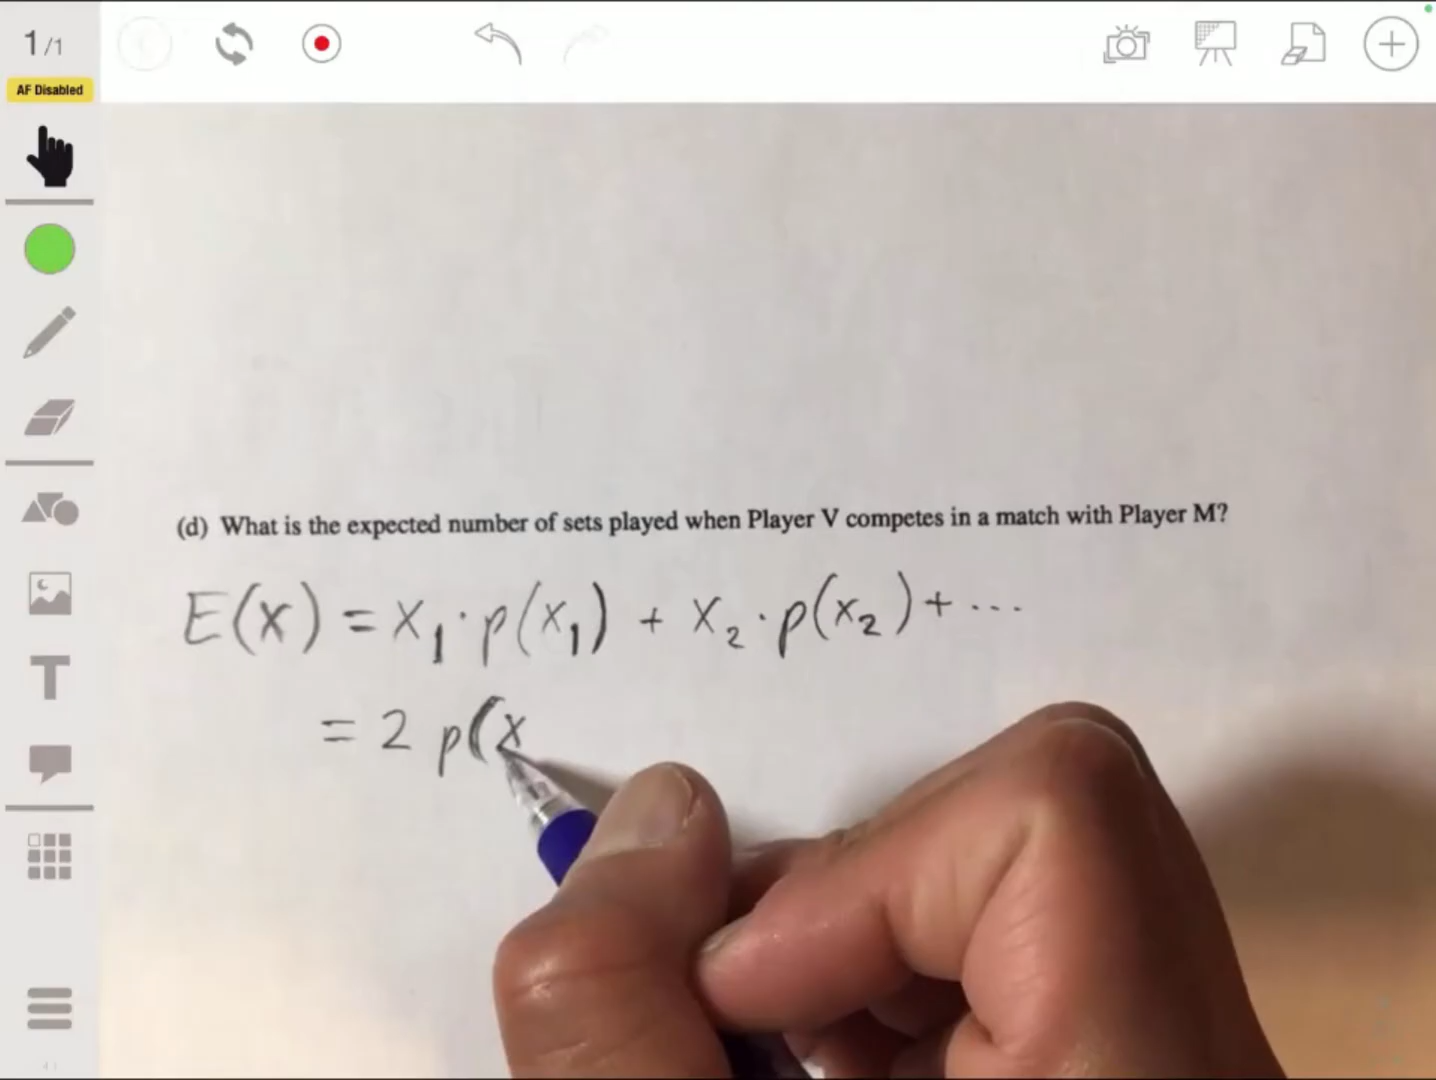 1/1
AF Disabled
T
(d) What is the expected number of sets played when Player V competes in a match with Player M?
E(x) = x₁·p(x₁) + x₂·p(x₂) + ...
= 2 p(x